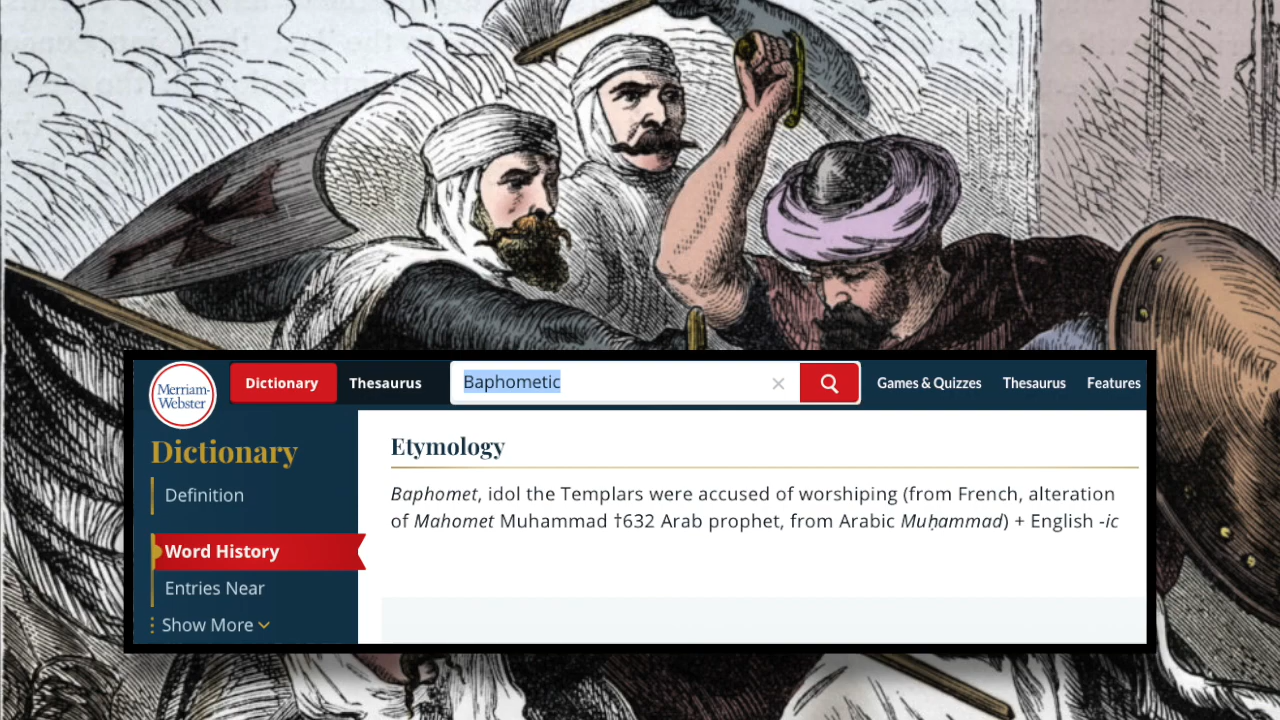 Merriam-
Webster
Dictionary
Thesaurus
Baphometic
Games & Quizzes
Thesaurus
Features
Dictionary
Definition
Word History
Entries Near
Show More
Etymology
Baphomet, idol the Templars were accused of worshiping (from French, alteration
of Mahomet Muhammad †632 Arab prophet, from Arabic Muḥammad) + English -ic